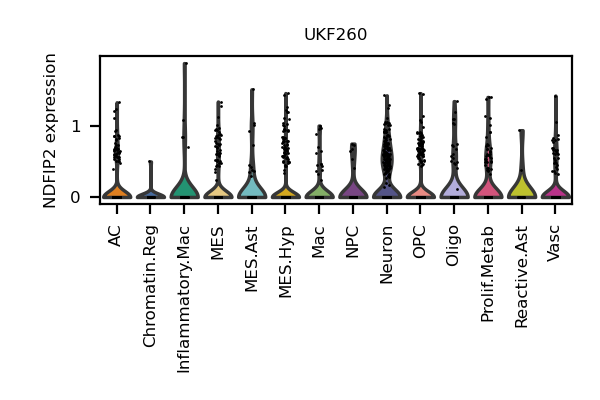 UKF260
NDFIP2 expression
1
0
AC
Chromatin.Reg
Inflammatory.Mac
MES
MES.Ast
MES.Hyp
Mac
NPC
Neuron
OPC
Oligo
Prolif.Metab
Reactive.Ast
Vasc